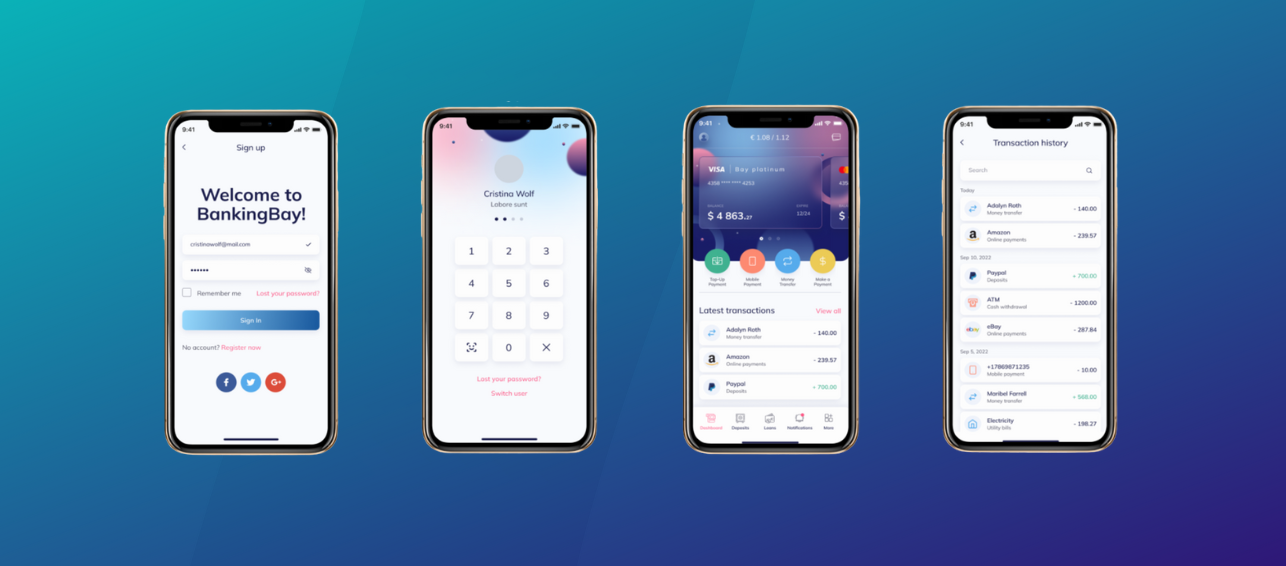 9:41
Sign up
Welcome to
BankingBay!
cristinawolf@mail.com
••••••
Remember me
Lost your password?
Sign In
No account? Register now
f
G+
9:41
Cristina Wolf
Labore sunt
1 2 3
4 5 6
7 8 9
0
Lost your password?
Switch user
9:41
€ 1.08 / 1.12
VISA | Bay platinum
4356 **** **** 4253
435
BALANCE
$ 4 863.27
12/24
$
Top-Up
Payment
Mobile
Payment
Money
Transfer
Make a
Payment
Latest transactions
View all
Adalyn Roth
Money transfer
- 140.00
Amazon
Online payments
- 239.57
Paypal
Deposits
+ 700.00
Dashboard
Deposits
Loans
Notifications
More
9:41
Transaction history
Search
Today
Adalyn Roth
Money transfer
- 140.00
Amazon
Online payments
- 239.57
Sep 10, 2022
Paypal
Deposits
+ 700.00
ATM
Cash withdrawal
- 1200.00
ebay
eBay
Online payments
- 287.84
Sep 5, 2022
+17869671235
Mobile payment
- 10.00
Maribel Farrell
Money transfer
+ 568.00
Electricity
Utility bills
- 198.27